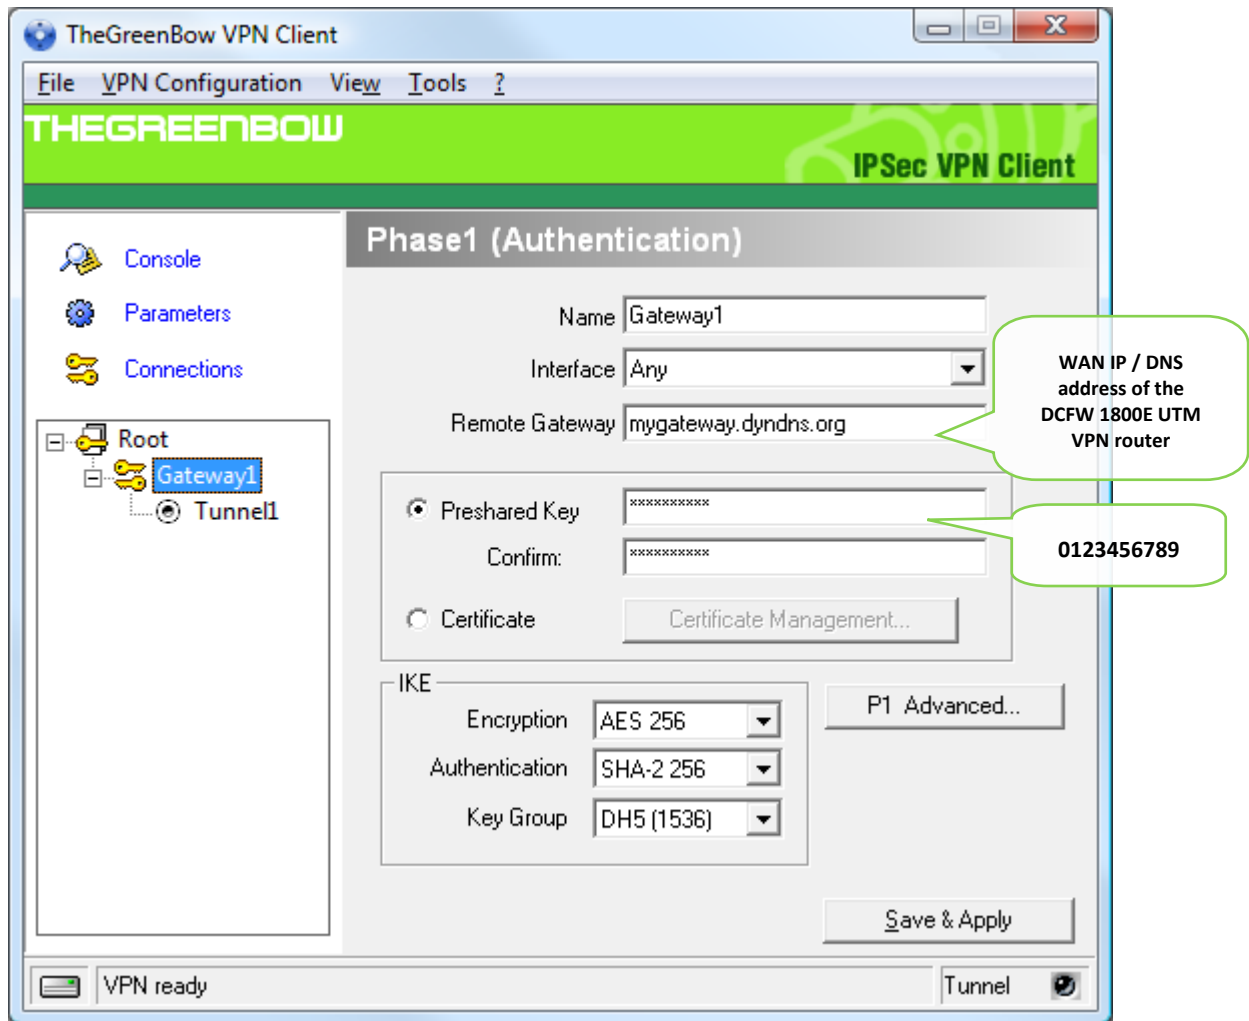 TheGreenBow VPN Client
File VPN Configuration View Tools ?
THEGREENBOW
IPSec VPN Client
Console
Parameters
Connections
Root
Gateway1
Tunnel1
Phase1 (Authentication)
Name Gateway1
Interface Any
Remote Gateway mygateway.dyndns.org
WAN IP / DNS
address of the
DCFW 1800E UTM
VPN router
Preshared Key **********
0123456789
Confirm: **********
Certificate Certificate Management...
IKE
Encryption AES 256
Authentication SHA-2 256
Key Group DH5 (1536)
P1 Advanced...
Save & Apply
VPN ready
Tunnel